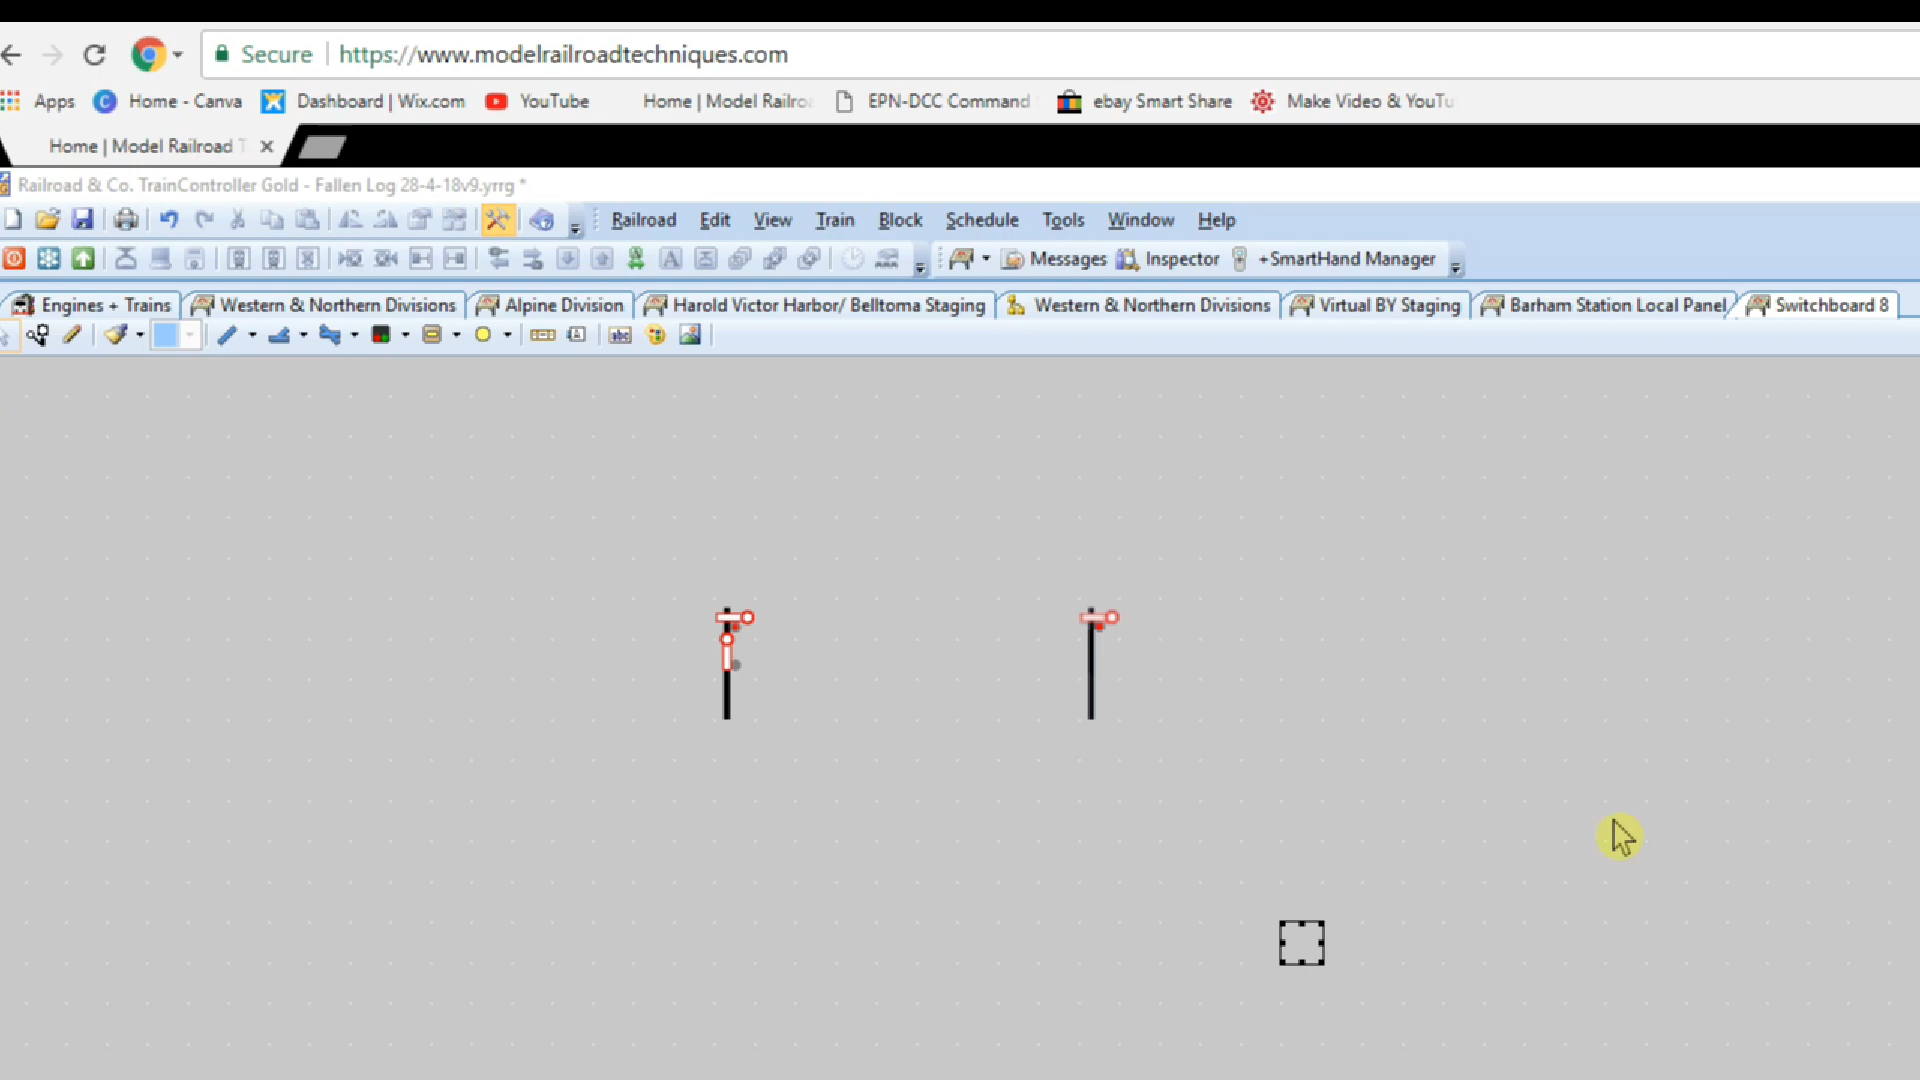 Secure https://www.modelrailroadtechniques.com
Apps Home - Canva Dashboard | Wix.com YouTube Home | Model Railro EPN-DCC Command ebay Smart Share Make Video & YouTu
Home | Model Railroad T
Railroad & Co. TrainController Gold - Fallen Log 28-4-18v9.yrrg *
Railroad Edit View Train Block Schedule Tools Window Help
Messages Inspector +SmartHand Manager
Engines + Trains Western & Northern Divisions Alpine Division Harold Victor Harbor/ Belltoma Staging Western & Northern Divisions Virtual BY Staging Barham Station Local Panel Switchboard 8
abc